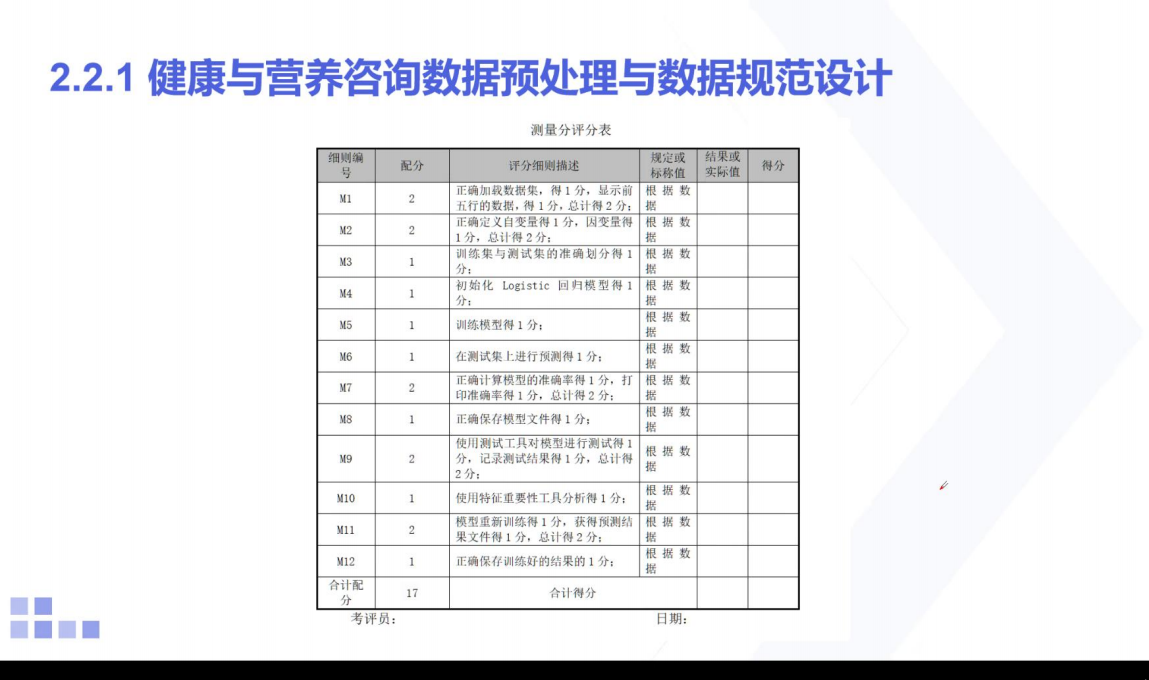 2.2.1 健康与营养咨询数据预处理与数据规范设计
测量分评分表
细则编号 配分 评分细则描述 规定或标称值 结果或实际值 得分
M1 2 正确加载数据集，得1分，显示前五行的数据，得1分，总计得2分； 根据数据
M2 2 正确定义自变量得1分，因变量得1分，总计得2分； 根据数据
M3 1 训练集与测试集的准确划分得1分； 根据数据
M4 1 初始化 Logistic 回归模型得1分； 根据数据
M5 1 训练模型得1分； 根据数据
M6 1 在测试集上进行预测得1分； 根据数据
M7 2 正确计算模型的准确率得1分，打印准确率得1分，总计得2分； 根据数据
M8 1 正确保存模型文件得1分； 根据数据
M9 2 使用测试工具对模型进行测试得1分，记录测试结果得1分，总计得2分； 根据数据
M10 1 使用特征重要性工具分析得1分； 根据数据
M11 2 模型重新训练得1分，获得预测结果文件得1分，总计得2分； 根据数据
M12 1 正确保存训练好的结果的1分； 根据数据
合计配分 17 合计得分
考评员： 日期：